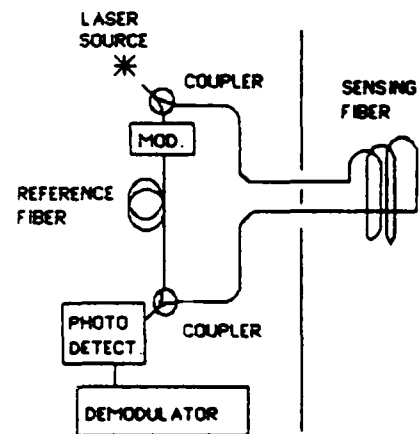 LASER
SOURCE
COUPLER
SENSING
FIBER
MOD.
REFERENCE
FIBER
PHOTO
DETECT.
COUPLER
DEMODULATOR